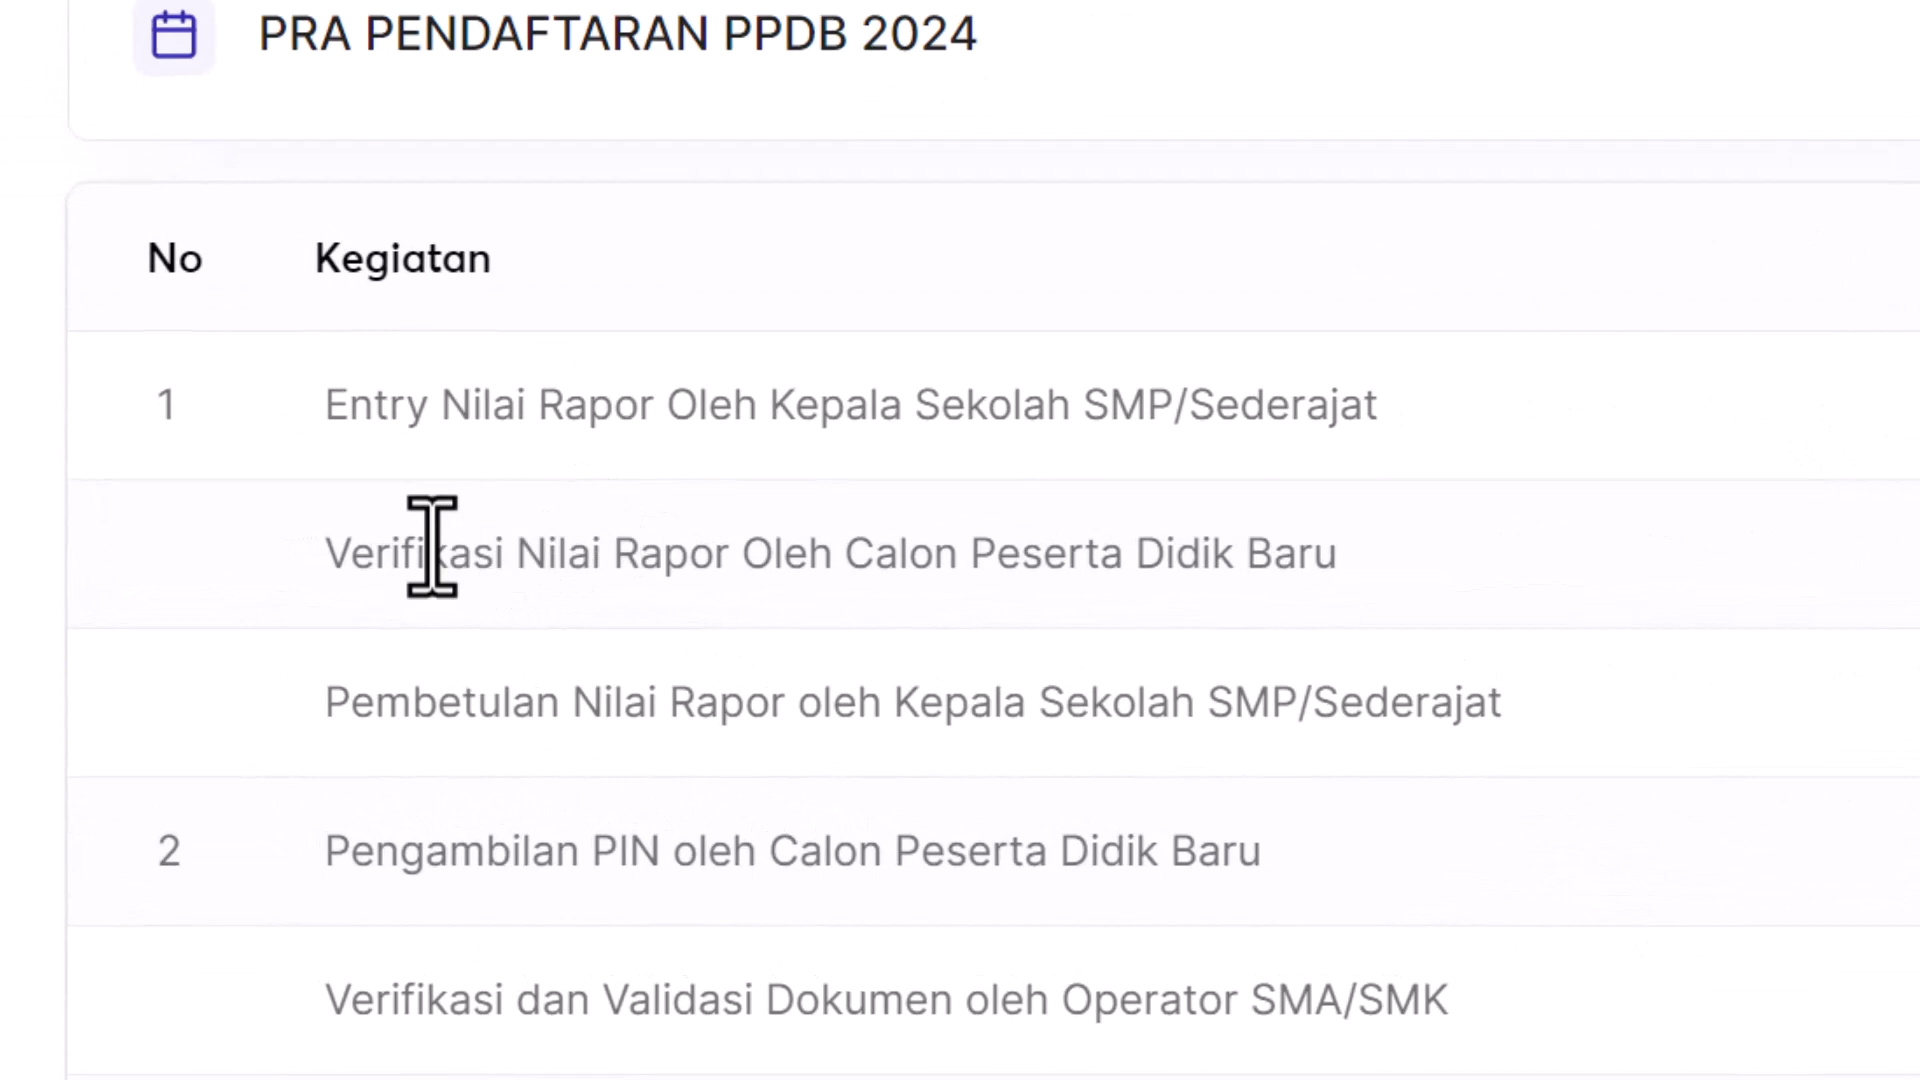 PRA PENDAFTARAN PPDB 2024
No Kegiatan
1 Entry Nilai Rapor Oleh Kepala Sekolah SMP/Sederajat
Verifikasi Nilai Rapor Oleh Calon Peserta Didik Baru
Pembetulan Nilai Rapor oleh Kepala Sekolah SMP/Sederajat
2 Pengambilan PIN oleh Calon Peserta Didik Baru
Verifikasi dan Validasi Dokumen oleh Operator SMA/SMK